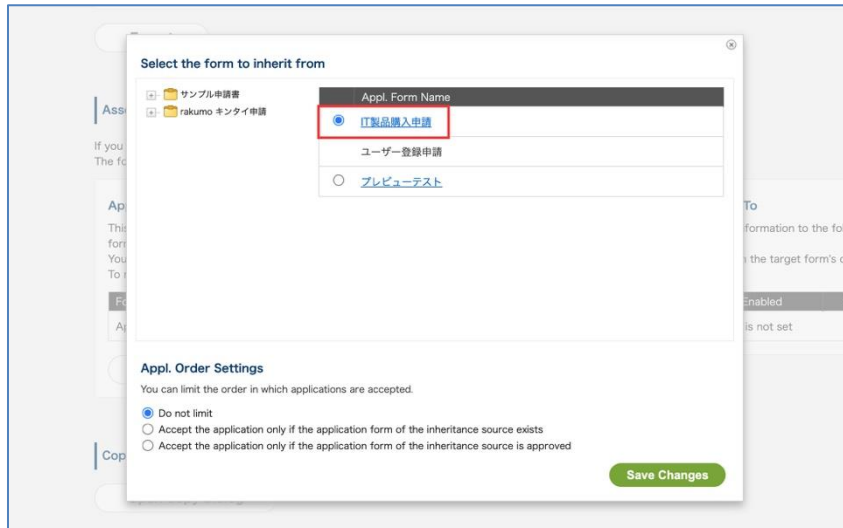 Select the form to inherit from
サンプル申請書
rakumo キンタイ申請
Appl. Form Name
IT製品購入申請
ユーザー登録申請
プレビューテスト
Ass
If you
The fo
Ap
This
form
You
To r
Fo
Ap
To
formation to the fo
the target form's
Enabled
is not set
Appl. Order Settings
You can limit the order in which applications are accepted.
Do not limit
Accept the application only if the application form of the inheritance source exists
Accept the application only if the application form of the inheritance source is approved
Cop
Save Changes